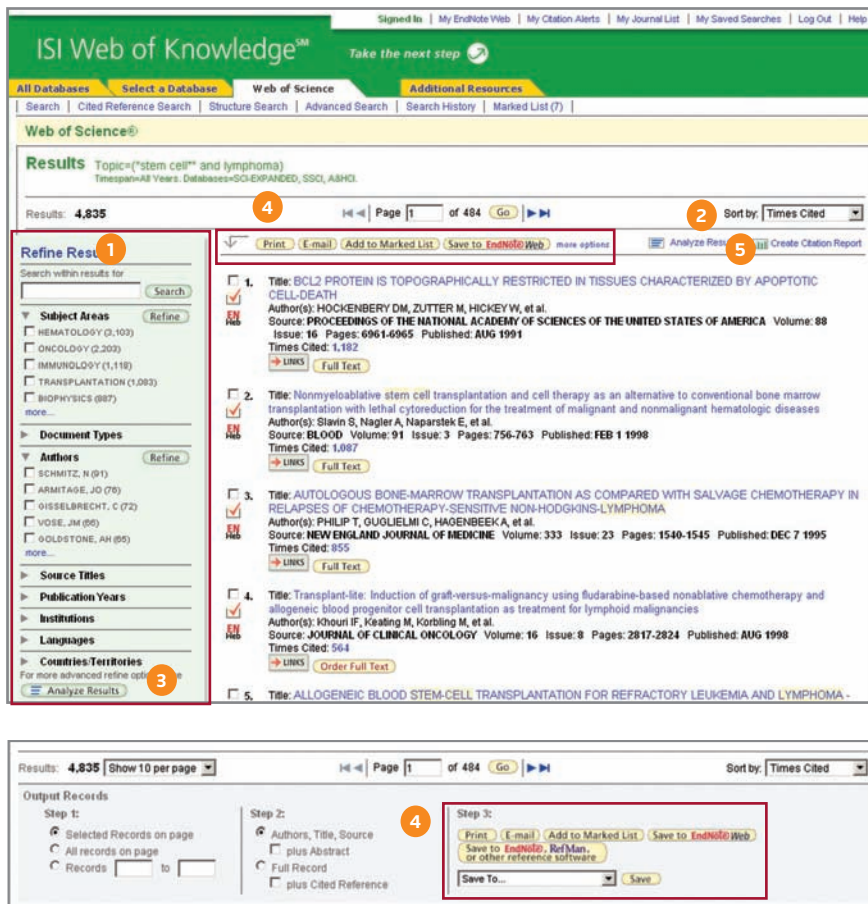 Signed In | My EndNote Web | My Citation Alerts | My Journal List | My Saved Searches | Log Out | Help
ISI Web of Knowledge℠ Take the next step
All Databases Select a Database Web of Science Additional Resources
Search | Cited Reference Search | Structure Search | Advanced Search | Search History | Marked List (7) |
Web of Science®
Results Topic=("stem cell*" and lymphoma)
Timespan=All Years. Databases=SCI-EXPANDED, SSCI, A&HCI.
4
2
Results: 4,835 Page 1 of 484 Go Sort by: Times Cited
1
5
Print E-mail Add to Marked List Save to EndNote Web more options Analyze Create Citation Report
Refine
Search within results for
Search
Subject Areas Refine
HEMATOLOGY (3,103)
ONCOLOGY (2,203)
IMMUNOLOGY (1,118)
TRANSPLANTATION (1,083)
BIOPHYSICS (887)
more...
Document Types
Authors Refine
SCHMITZ, N (91)
ARMITAGE, JO (76)
GISSELBRECHT, C (72)
VOSE, JM (66)
GOLDSTONE, AH (65)
more...
Source Titles
Publication Years
Institutions
Languages
Countries/Territories
For more advanced refine
3
Analyze Results
1. Title: BCL2 PROTEIN IS TOPOGRAPHICALLY RESTRICTED IN TISSUES CHARACTERIZED BY APOPTOTIC
CELL-DEATH
Author(s): HOCKENBERY DM, ZUTTER M, HICKEY W, et al.
EN Web
Source: PROCEEDINGS OF THE NATIONAL ACADEMY OF SCIENCES OF THE UNITED STATES OF AMERICA Volume: 88
Issue: 16 Pages: 6961-6965 Published: AUG 1991
Times Cited: 1,182
LINKS Full Text
2. Title: Nonmyeloablative stem cell transplantation and cell therapy as an alternative to conventional bone marrow
transplantation with lethal cytoreduction for the treatment of malignant and nonmalignant hematologic diseases
Author(s): Slavin S, Nagler A, Naparstek E, et al.
EN Web
Source: BLOOD Volume: 91 Issue: 3 Pages: 756-763 Published: FEB 1 1998
Times Cited: 1,087
LINKS Full Text
3. Title: AUTOLOGOUS BONE-MARROW TRANSPLANTATION AS COMPARED WITH SALVAGE CHEMOTHERAPY IN
RELAPSES OF CHEMOTHERAPY-SENSITIVE NON-HODGKINS-LYMPHOMA
Author(s): PHILIP T, GUGLIELMI C, HAGENBEEK A, et al.
EN Web
Source: NEW ENGLAND JOURNAL OF MEDICINE Volume: 333 Issue: 23 Pages: 1540-1545 Published: DEC 7 1995
Times Cited: 855
LINKS Full Text
4. Title: Transplant-lite: Induction of graft-versus-malignancy using fludarabine-based nonablative chemotherapy and
allogeneic blood progenitor cell transplantation as treatment for lymphoid malignancies
Author(s): Khouri IF, Keating M, Korbling M, et al.
EN Web
Source: JOURNAL OF CLINICAL ONCOLOGY Volume: 16 Issue: 8 Pages: 2817-2824 Published: AUG 1998
Times Cited: 564
LINKS Order Full Text
5. Title: ALLOGENEIC BLOOD STEM-CELL TRANSPLANTATION FOR REFRACTORY LEUKEMIA AND LYMPHOMA -
Results: 4,835 Show 10 per page Page 1 of 484 Go Sort by: Times Cited
Output Records
Step 1:
Selected Records on page
All records on page
Records to
Step 2:
Authors, Title, Source
plus Abstract
Full Record
plus Cited Reference
4
Step 3:
Print E-mail Add to Marked List Save to EndNote Web
Save to EndNote, RefMan,
or other reference software
Save To... Save